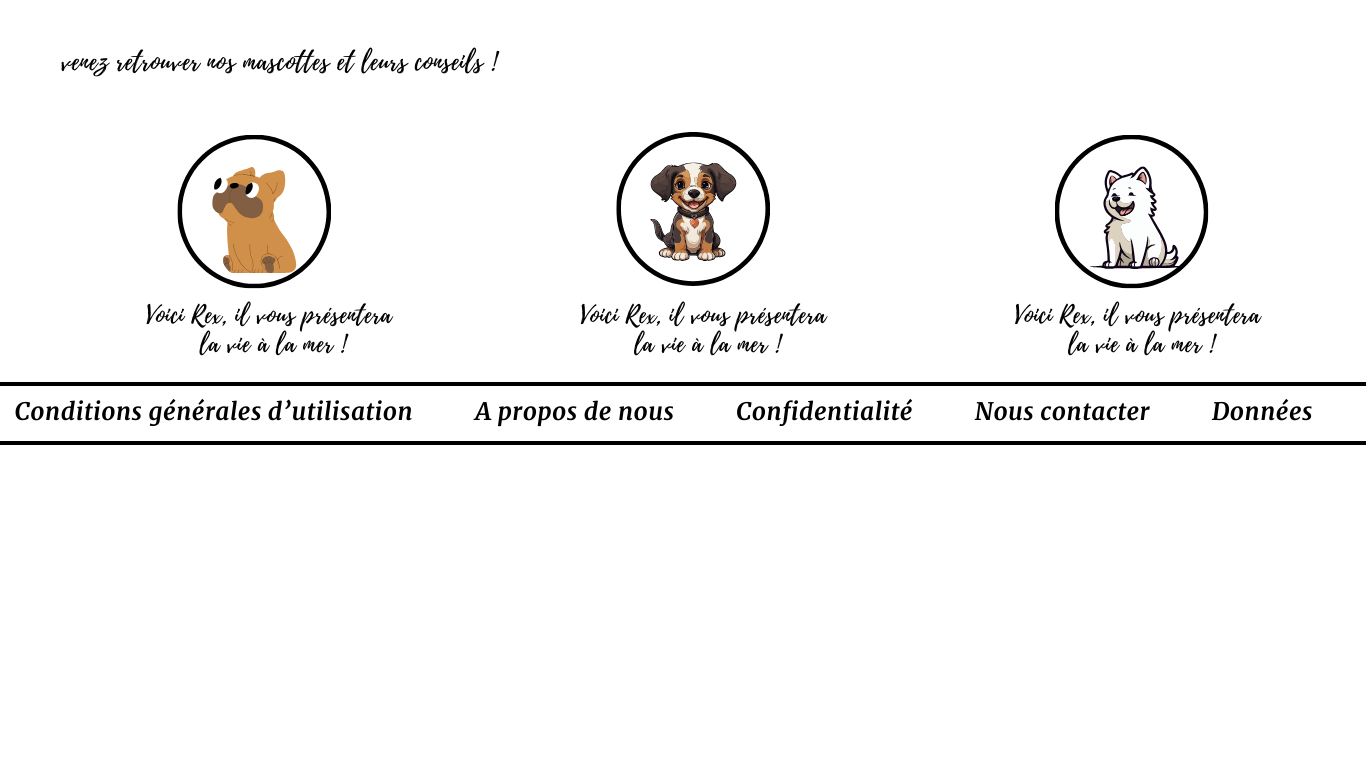 venez retrouver nos mascottes et leurs conseils !
Voici Rex, il vous présentera
la vie à la mer !
Voici Rex, il vous présentera
la vie à la mer !
Voici Rex, il vous présentera
la vie à la mer !
Conditions générales d’utilisation A propos de nous Confidentialité Nous contacter Données